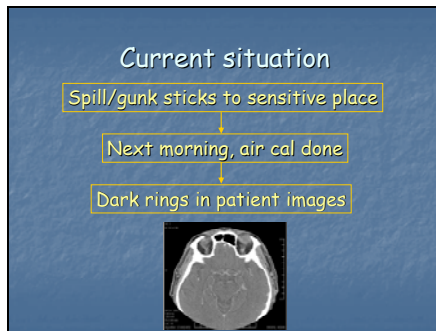 Current situation
Spill/gunk sticks to sensitive place
Next morning, air cal done
Dark rings in patient images